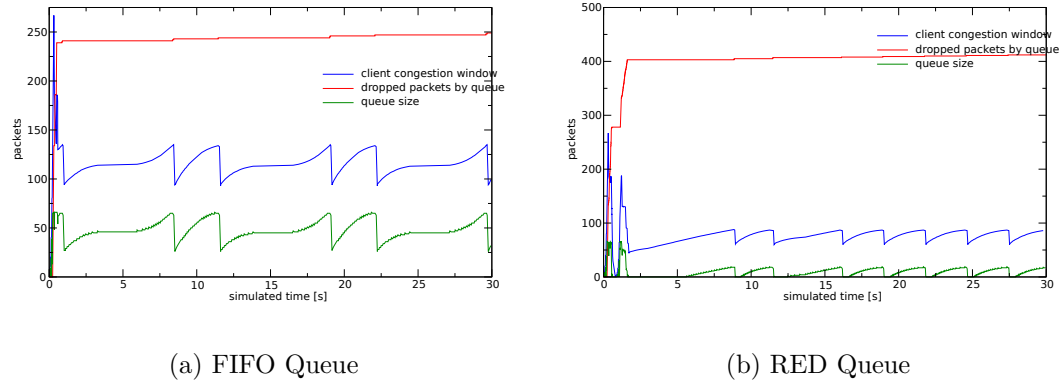 250
200
150
100
50
0
packets
0 5 10 15 20 25 30
simulated time [s]
client congestion window
dropped packets by queue
queue size
(a) FIFO Queue
500
400
300
200
100
0
packets
0 5 10 15 20 25 30
simulated time [s]
client congestion window
dropped packets by queue
queue size
(b) RED Queue